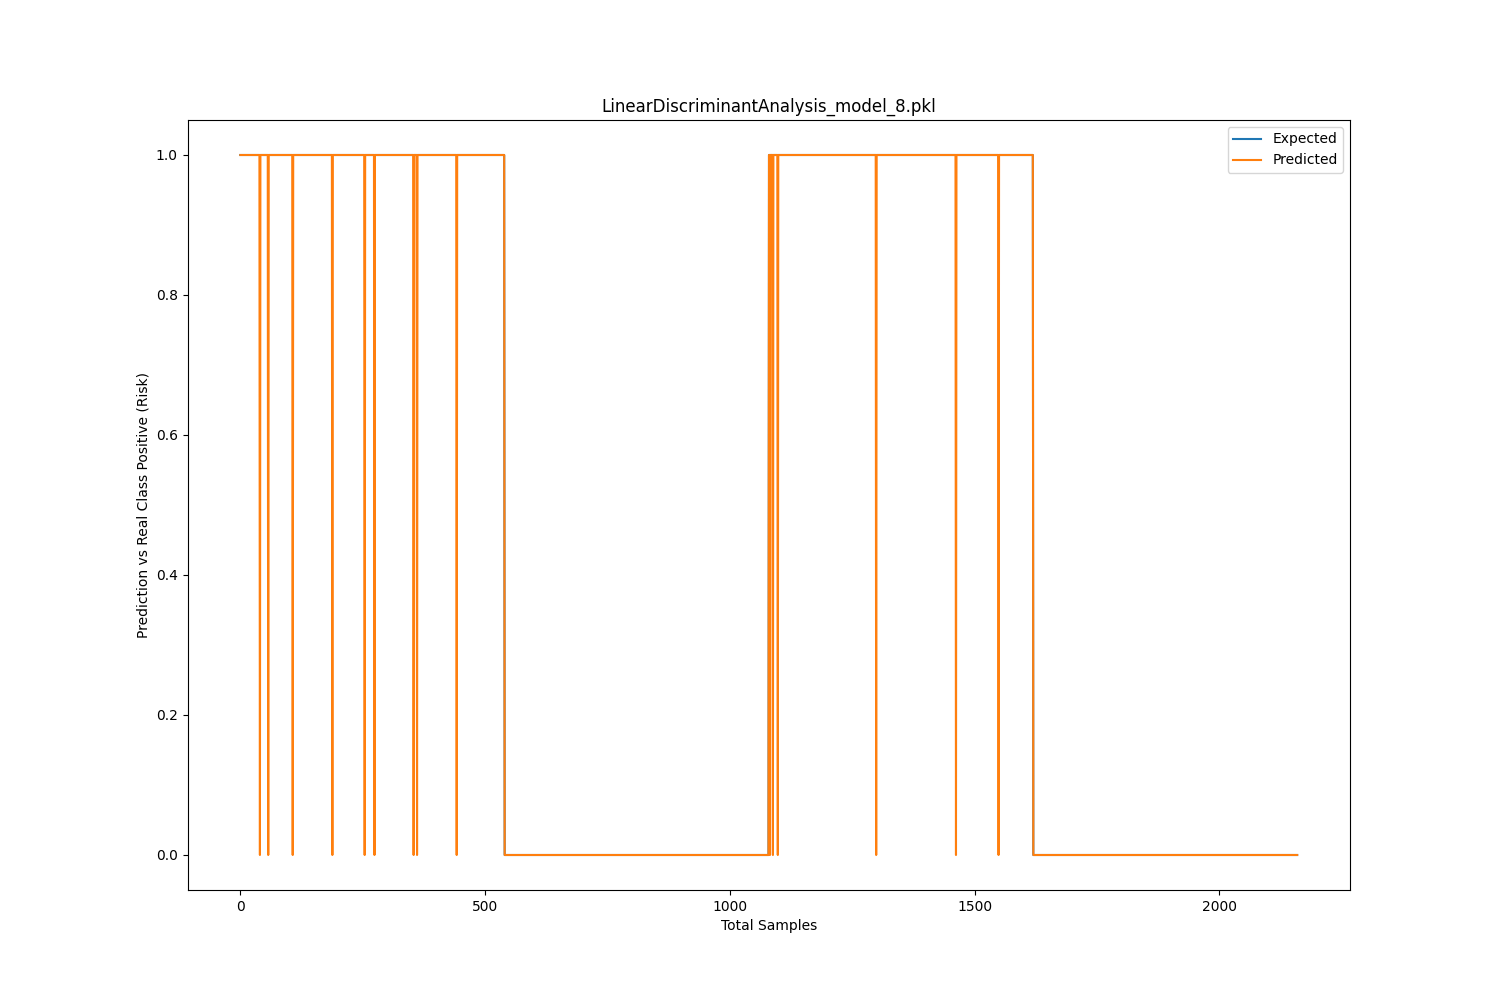 LinearDiscriminantAnalysis_model_8.pkl
Expected
Predicted
1.0
0.8
0.6
0.4
0.2
0.0
Prediction vs Real Class Positive (Risk)
0 500 1000 1500 2000
Total Samples